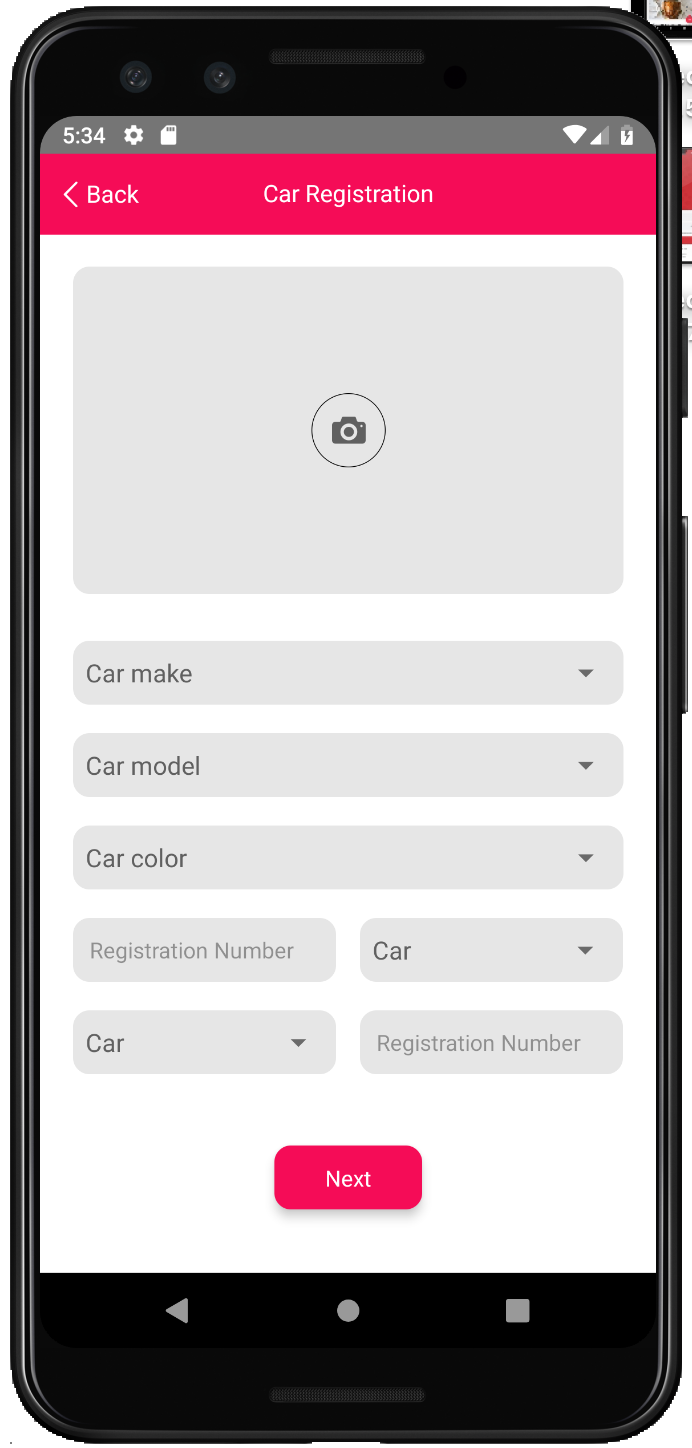 5:34
Back
Car Registration
Car make
Car model
Car color
Registration Number
Car
Car
Registration Number
Next